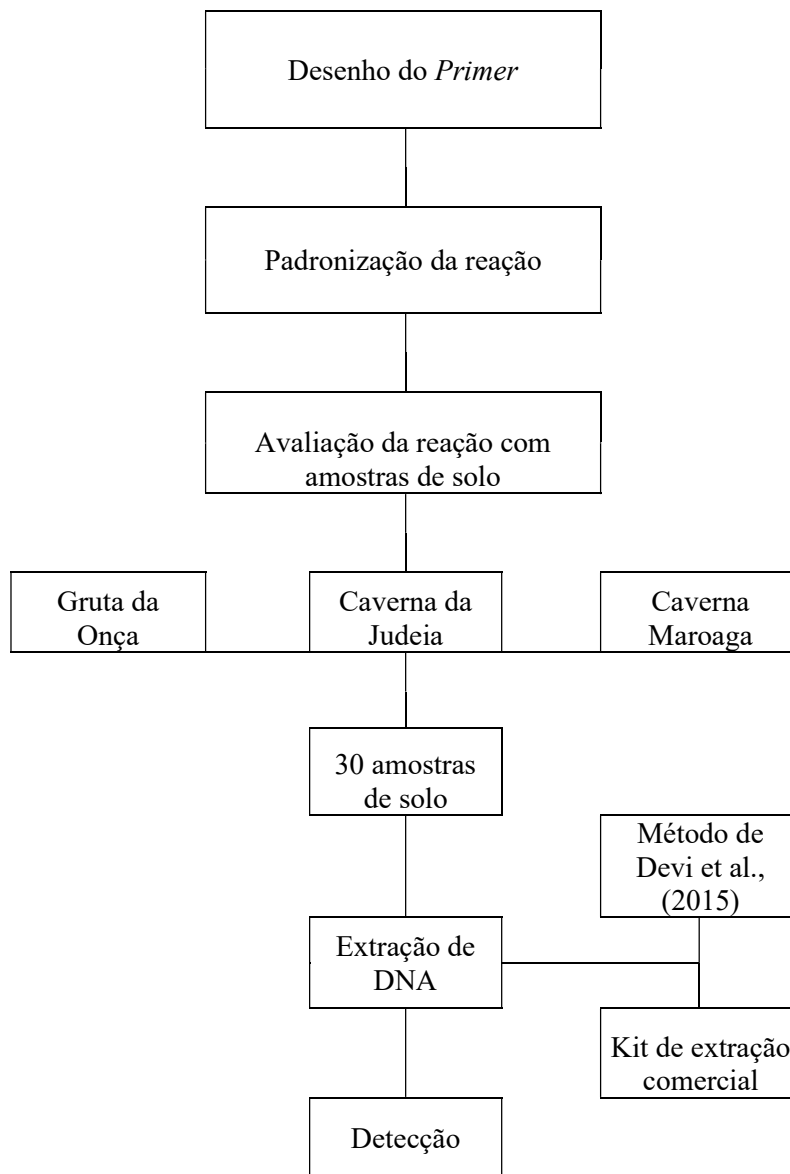 Desenho do Primer
Padronização da reação
Avaliação da reação com
amostras de solo
Gruta da
Onça
Caverna da
Judeia
Caverna
Maroaga
30 amostras
de solo
Método de
Devi et al.,
(2015)
Extração de
DNA
Kit de extração
comercial
Detecção